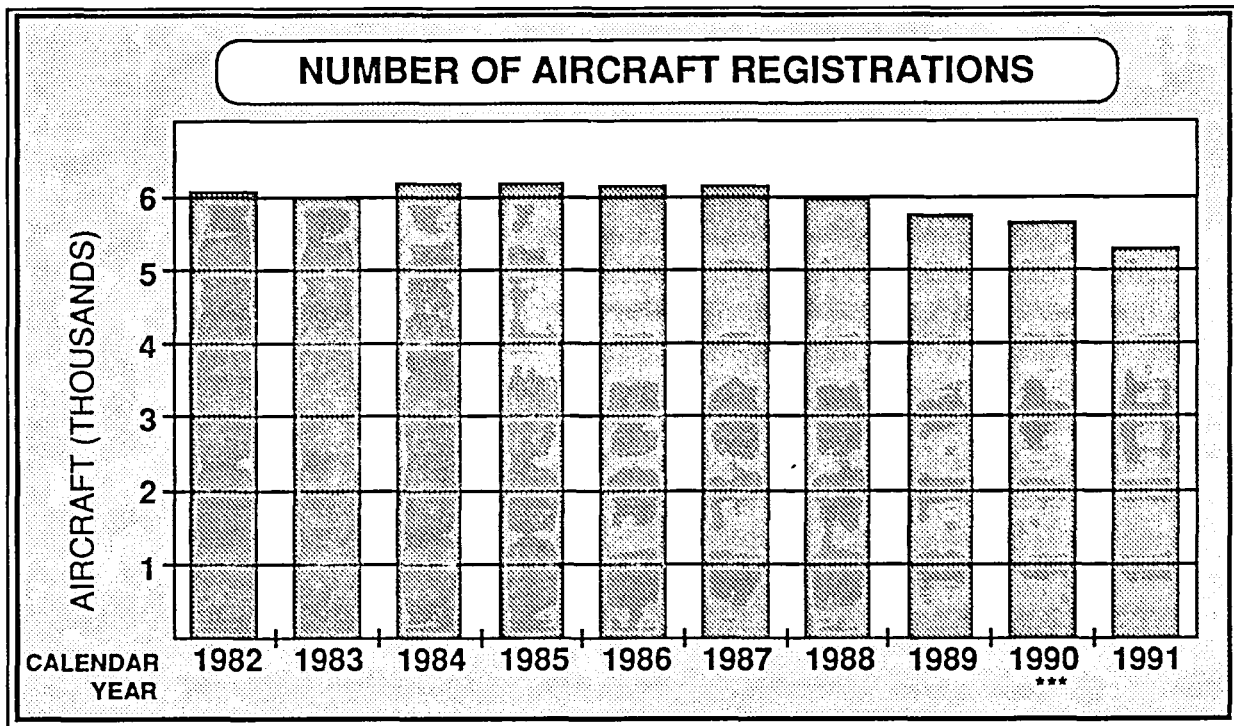 NUMBER OF AIRCRAFT REGISTRATIONS
AIRCRAFT (THOUSANDS)
6
5
4
3
2
1
CALENDAR YEAR
1982 1983 1984 1985 1986 1987 1988 1989 1990 1991
***